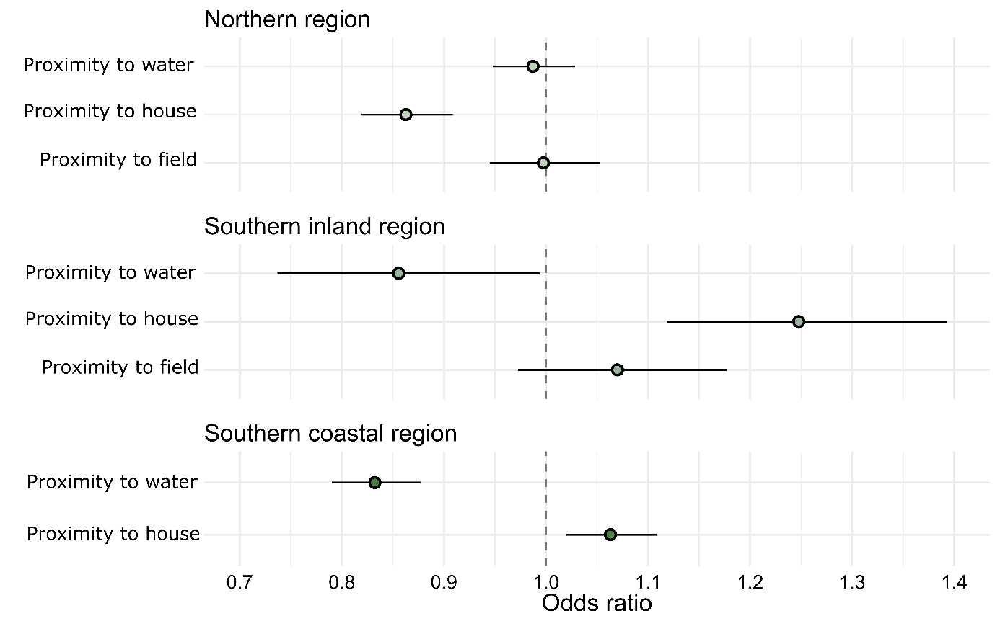 Northern region
Proximity to water
Proximity to house
Proximity to field
Southern inland region
Proximity to water
Proximity to house
Proximity to field
Southern coastal region
Proximity to water
Proximity to house
0.7 0.8 0.9 1.0 1.1 1.2 1.3 1.4
Odds ratio